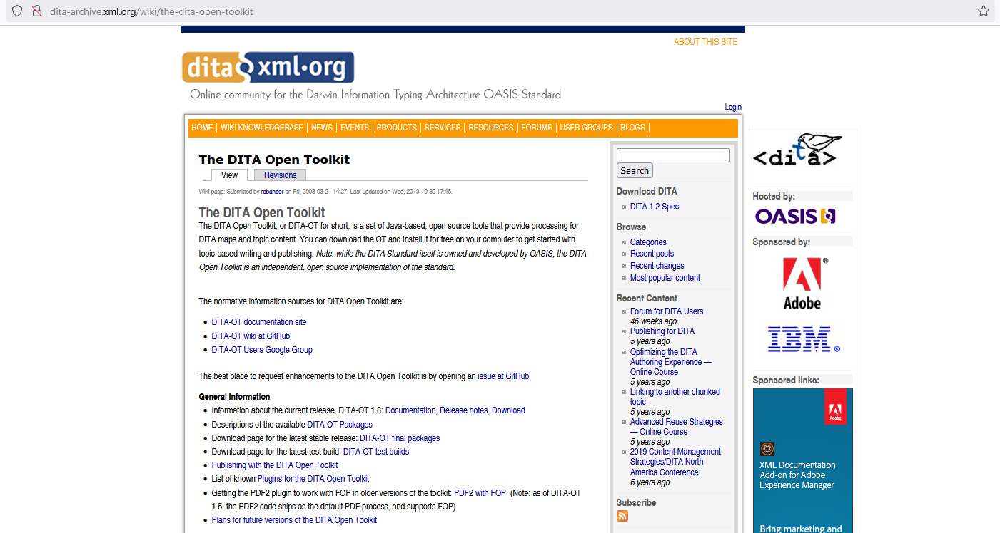 dita-archive.xml.org/wiki/the-dita-open-toolkit
ABOUT THIS SITE
dita xml·org
Online community for the Darwin Information Typing Architecture OASIS Standard
Login
HOME WIKI KNOWLEDGEBASE NEWS EVENTS PRODUCTS SERVICES RESOURCES FORUMS USER GROUPS BLOGS
The DITA Open Toolkit
View Revisions
Wiki page: Submitted by robander on Fri, 2008-03-21 14:27. Last updated on Wed, 2013-10-30 17:45.
The DITA Open Toolkit
The DITA Open Toolkit, or DITA-OT for short, is a set of Java-based, open source tools that provide processing for
DITA maps and topic content. You can download the OT and install it for free on your computer to get started with
topic-based writing and publishing. Note: while the DITA Standard itself is owned and developed by OASIS, the DITA
Open Toolkit is an independent, open source implementation of the standard.
The normative information sources for DITA Open Toolkit are:
DITA-OT documentation site
DITA-OT wiki at GitHub
DITA-OT Users Google Group
The best place to request enhancements to the DITA Open Toolkit is by opening an issue at GitHub.
General Information
Information about the current release, DITA-OT 1.8: Documentation, Release notes, Download
Descriptions of the available DITA-OT Packages
Download page for the latest stable release: DITA-OT final packages
Download page for the latest test build: DITA-OT test builds
Publishing with the DITA Open Toolkit
List of known Plugins for the DITA Open Toolkit
Getting the PDF2 plugin to work with FOP in older versions of the toolkit: PDF2 with FOP (Note: as of DITA-OT
1.5, the PDF2 code ships as the default PDF process, and supports FOP)
Plans for future versions of the DITA Open Toolkit
Search
Download DITA
DITA 1.2 Spec
Browse
Categories
Recent posts
Recent changes
Most popular content
Recent Content
Forum for DITA Users
46 weeks ago
Publishing for DITA
5 years ago
Optimizing the DITA
Authoring Experience —
Online Course
5 years ago
Linking to another chunked
topic
5 years ago
Advanced Reuse Strategies
— Online Course
5 years ago
2019 Content Management
Strategies/DITA North
America Conference
6 years ago
Subscribe
<dita>
Hosted by:
OASIS
Sponsored by:
®
Adobe
IBM®
Sponsored links:
Adobe
XML Documentation
Add-on for Adobe
Experience Manager
Bring marketing and